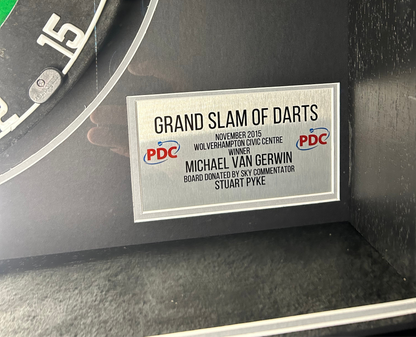 15
GRAND SLAM OF DARTS
NOVEMBER 2015
WOLVERHAMPTON CIVIC CENTRE
WINNER
PDC
PDC
MICHAEL VAN GERWIN
BOARD DONATED BY SKY COMMENTATOR
STUART PYKE